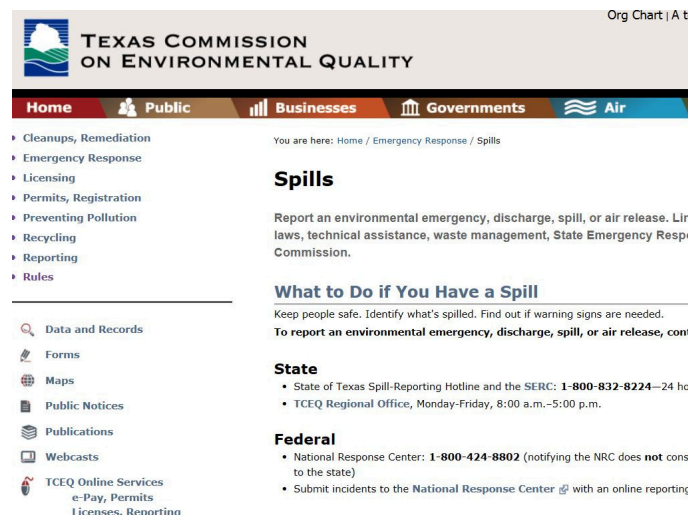 Org Chart | A
TEXAS COMMISSION
ON ENVIRONMENTAL QUALITY
Home Public Businesses Governments Air
Cleanups, Remediation
Emergency Response
Licensing
Permits, Registration
Preventing Pollution
Recycling
Reporting
Rules
Data and Records
Forms
Maps
Public Notices
Publications
Webcasts
TCEQ Online Services
e-Pay, Permits
Licenses, Reporting
You are here: Home / Emergency Response / Spills
Spills
Report an environmental emergency, discharge, spill, or air release.
laws, technical assistance, waste management, State Emergency
Commission.
What to Do if You Have a Spill
Keep people safe. Identify what's spilled. Find out if warning signs are needed.
To report an environmental emergency, discharge, spill, or air release,
State
• State of Texas Spill-Reporting Hotline and the SERC: 1-800-832-8224—24
• TCEQ Regional Office, Monday-Friday, 8:00 a.m.–5:00 p.m.
Federal
• National Response Center: 1-800-424-8802 (notifying the NRC does not
to the state)
• Submit incidents to the National Response Center with an online reporting